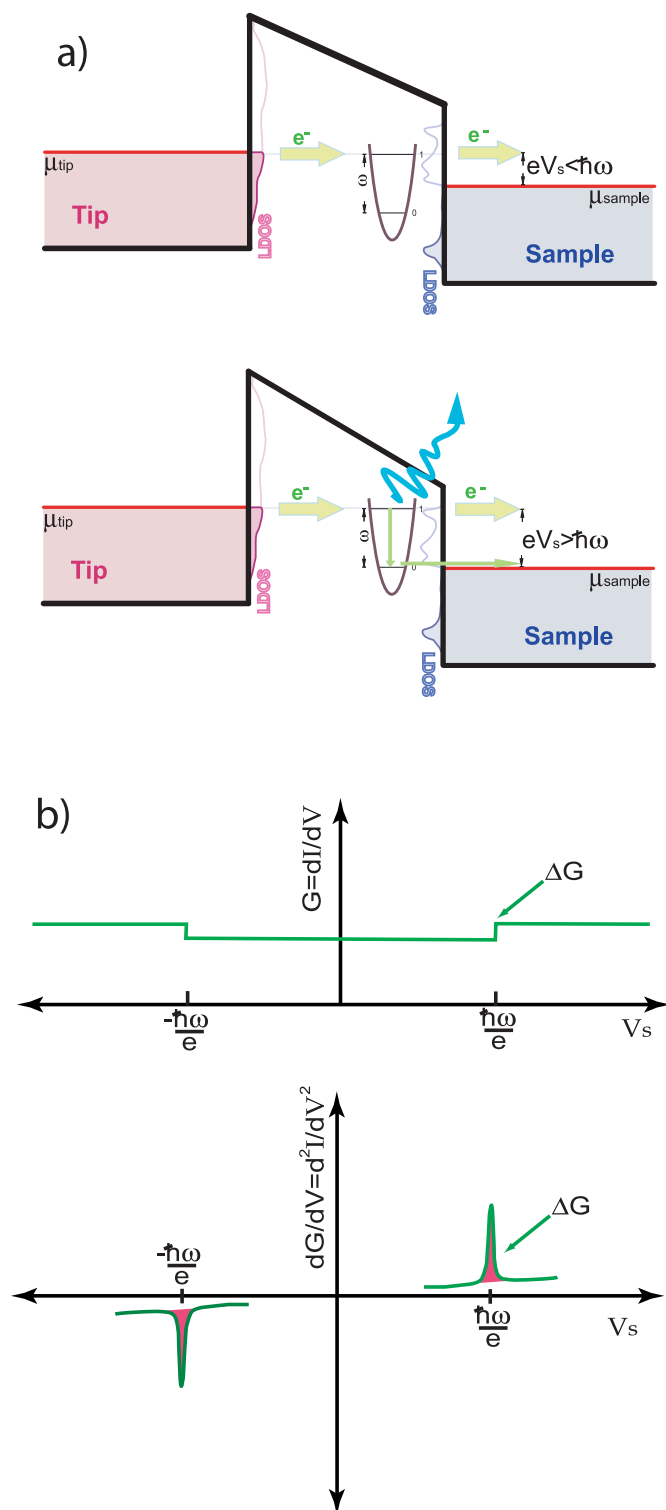 a)
e⁻
e⁻
μtip
1
ω
eVs<ħω
μsample
Tip
0
LDOS
Sample
LDOS
e⁻
e⁻
μtip
1
ω
eVs>ħω
Tip
0
μsample
LDOS
Sample
LDOS
b)
G=dI/dV
ΔG
-ħω
e
ħω
e
Vs
dG/dV=d²I/dV²
ΔG
-ħω
e
ħω
e
Vs